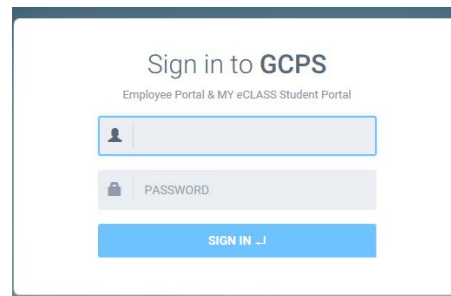 Sign in to GCPS
Employee Portal & MY eCLASS Student Portal
PASSWORD
SIGN IN